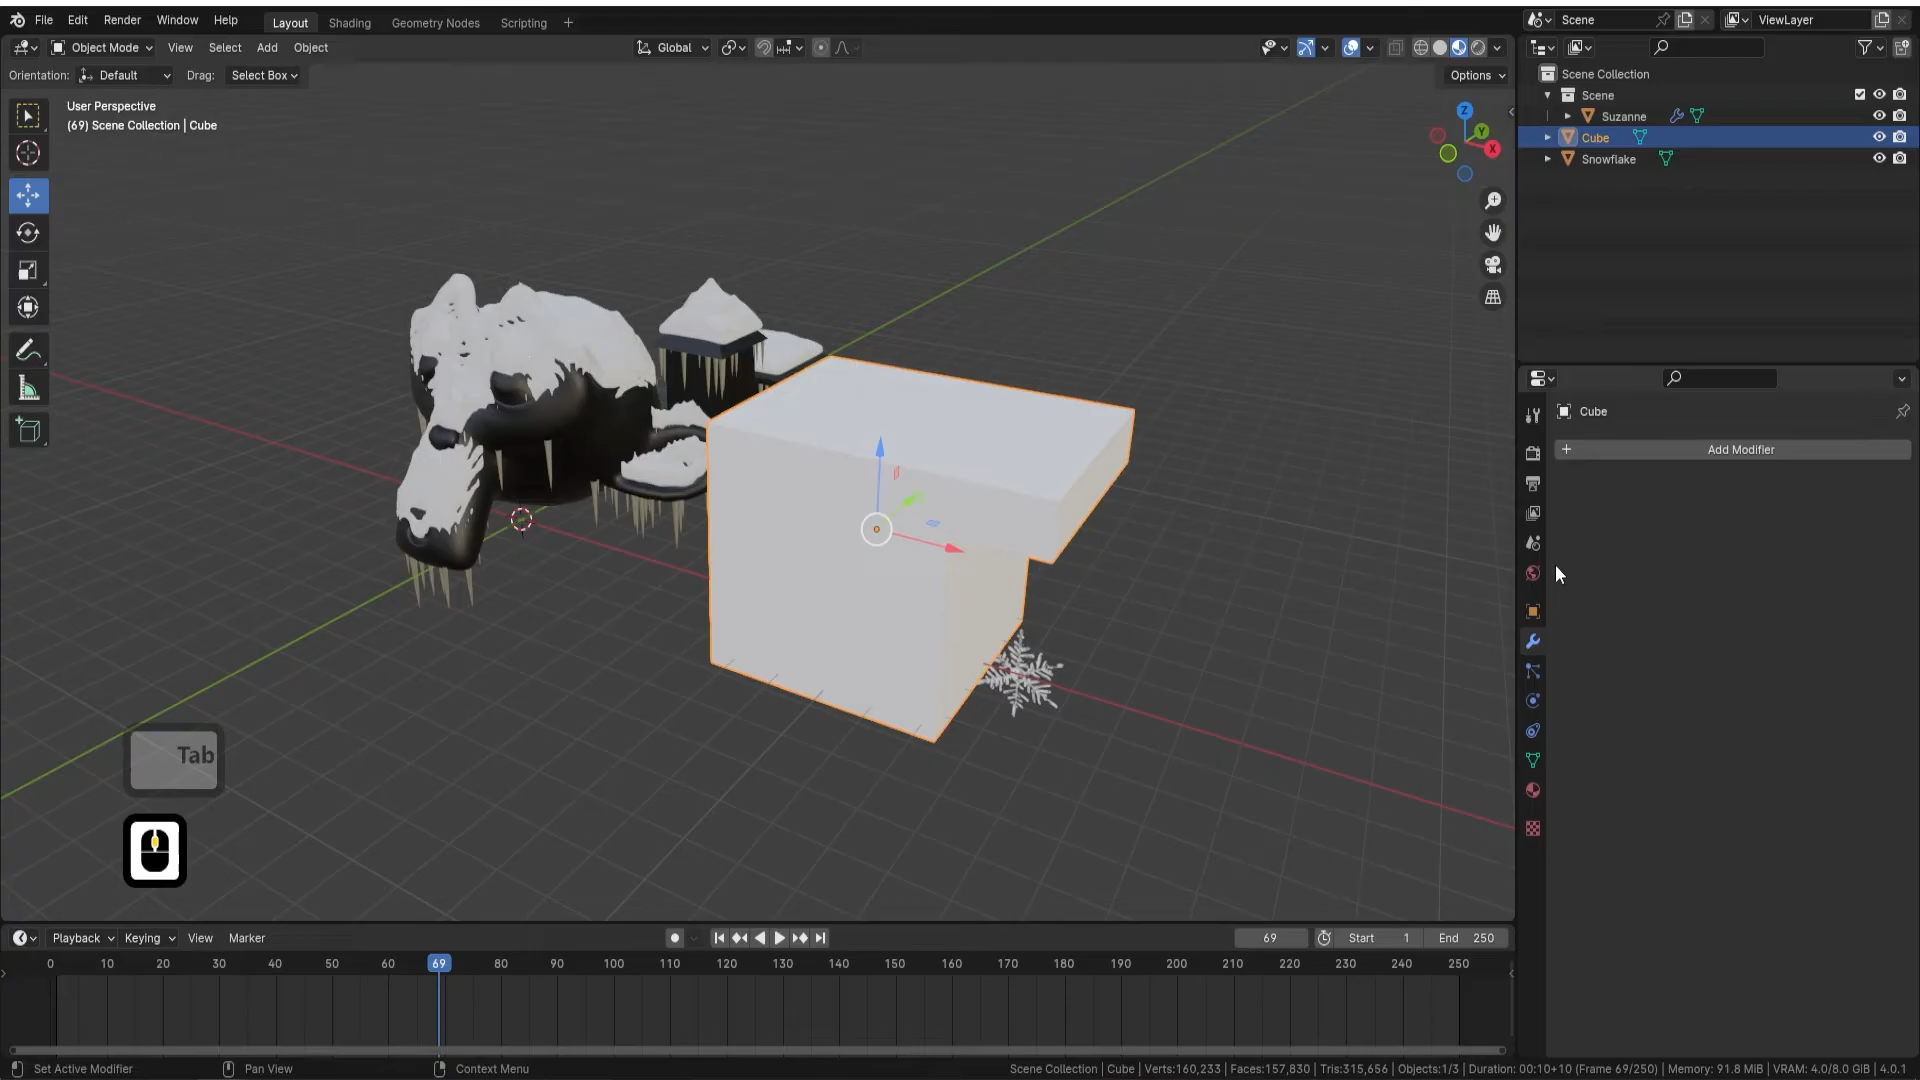 File Edit Render Window Help Layout Shading Geometry Nodes Scripting + Scene ViewLayer
Object Mode View Select Add Object Global
Orientation: Default Drag: Select Box Options
User Perspective
(69) Scene Collection | Cube
Z
Y
X
Scene Collection
Scene
Suzanne
Cube
Snowflake
Cube
+ Add Modifier
Tab
Playback Keying View Marker 69 Start 1 End 250
0 10 20 30 40 50 60 69 80 90 100 110 120 130 140 150 160 170 180 190 200 210 220 230 240 250
Set Active Modifier Pan View Context Menu Scene Collection | Cube | Verts:160,233 | Faces:157,830 | Tris:315,656 | Objects:1/3 | Duration: 00:10+10 (Frame 69/250) | Memory: 91.8 MiB | VRAM: 4.0/8.0 GiB | 4.0.1